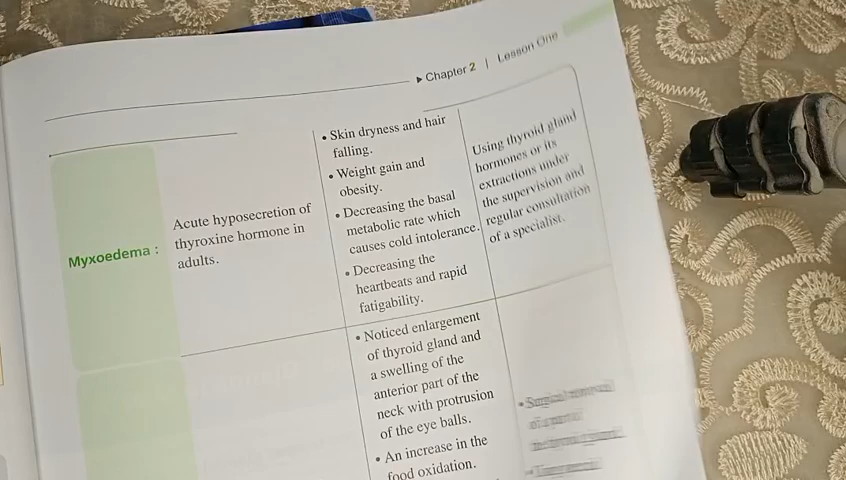 Chapter 2 | Lesson One
Myxoedema :
Acute hyposecretion of
thyroxine hormone in
adults.
• Skin dryness and hair
falling.
• Weight gain and
obesity.
• Decreasing the basal
metabolic rate which
causes cold intolerance.
• Decreasing the
heartbeats and rapid
fatigability.
Using thyroid gland
hormones or its
extractions under
the supervision and
regular consultation
of a specialist.
• Noticed enlargement
of thyroid gland and
a swelling of the
anterior part of the
neck with protrusion
of the eye balls.
• An increase in the
food oxidation.